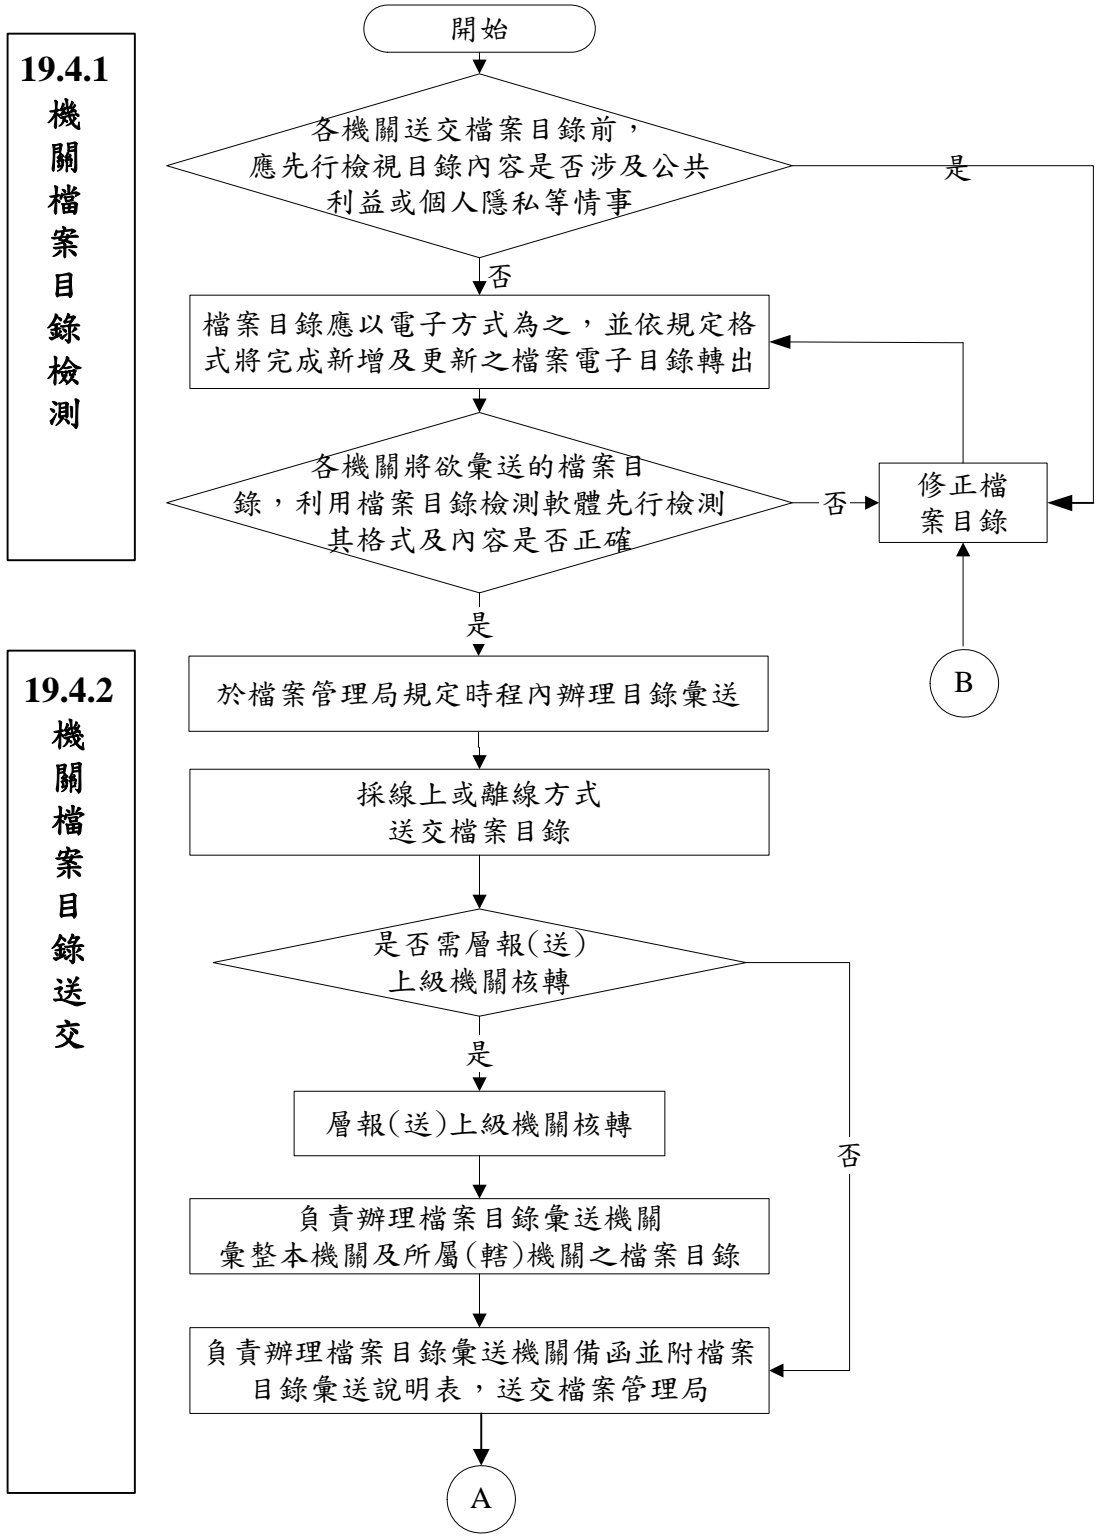 19.4.1
機
關
檔
案
目
錄
檢
測
開始
各機關送交檔案目錄前，
應先行檢視目錄內容是否涉及公共
利益或個人隱私等情事
是
否
檔案目錄應以電子方式為之，並依規定格
式將完成新增及更新之檔案電子目錄轉出
各機關將欲彙送的檔案目
錄，利用檔案目錄檢測軟體先行檢測
其格式及內容是否正確
否
修正檔
案目錄
是
B
19.4.2
機
關
檔
案
目
錄
送
交
於檔案管理局規定時程內辦理目錄彙送
採線上或離線方式
送交檔案目錄
是否需層報(送)
上級機關核轉
是
否
層報(送)上級機關核轉
負責辦理檔案目錄彙送機關
彙整本機關及所屬(轄)機關之檔案目錄
負責辦理檔案目錄彙送機關備函並附檔案
目錄彙送說明表，送交檔案管理局
A